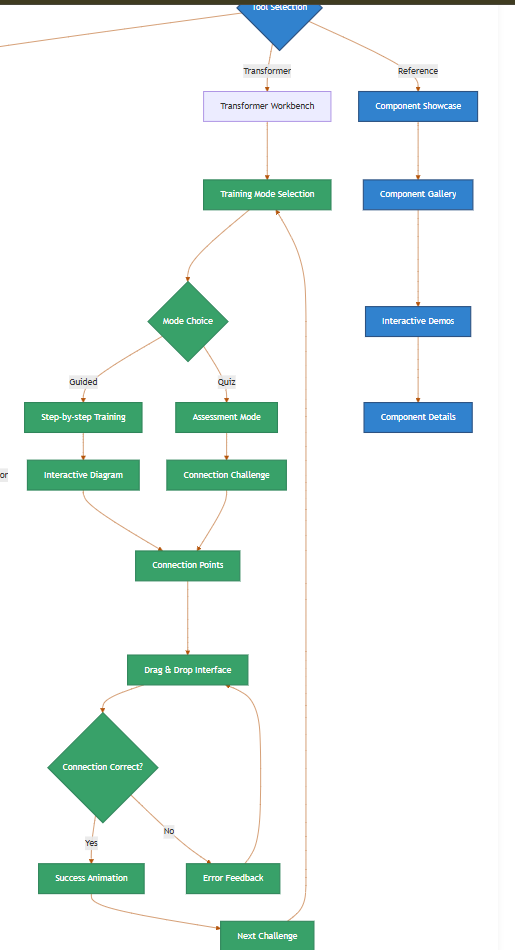 Tool Selection
Transformer
Reference
Transformer Workbench
Component Showcase
Training Mode Selection
Component Gallery
Mode Choice
Interactive Demos
Guided
Quiz
Step-by-step Training
Assessment Mode
Component Details
or
Interactive Diagram
Connection Challenge
Connection Points
Drag & Drop Interface
Connection Correct?
No
Yes
Success Animation
Error Feedback
Next Challenge